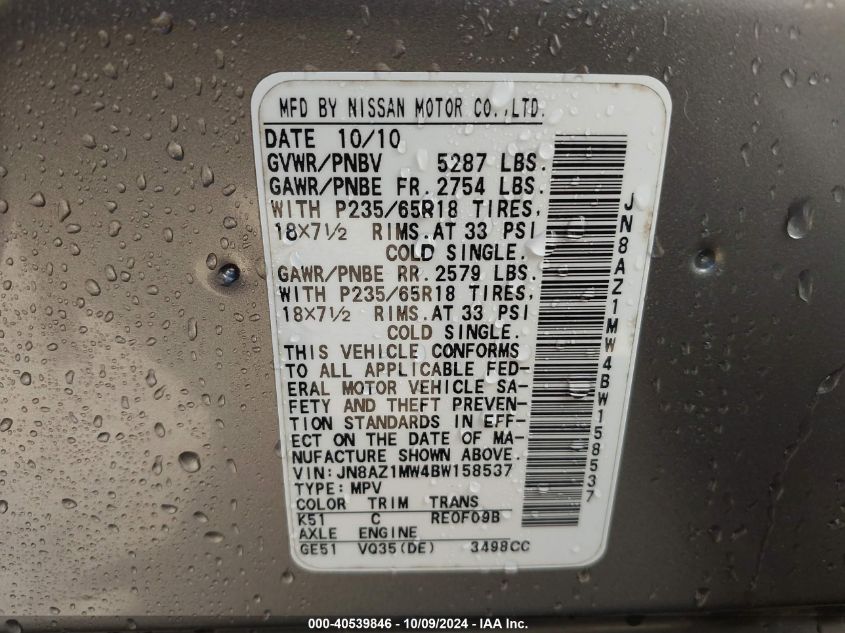 MFD BY NISSAN MOTOR CO.,LTD.
DATE 10/10
GVWR/PNBV 5287 LBS.
GAWR/PNBE FR. 2754 LBS.
WITH P235/65R18 TIRES,
18X7½ RIMS.AT 33 PSI
COLD SINGLE.
GAWR/PNBE RR. 2579 LBS.
WITH P235/65R18 TIRES,
18X7½ RIMS.AT 33 PSI
COLD SINGLE.
THIS VEHICLE CONFORMS
TO ALL APPLICABLE FED-
ERAL MOTOR VEHICLE SA-
FETY AND THEFT PREVEN-
TION STANDARDS IN EFF-
ECT ON THE DATE OF MA-
NUFACTURE SHOWN ABOVE.
VIN:JN8AZ1MW4BW158537
TYPE:MPV
COLOR TRIM TRANS
K51 C RE0F09B
AXLE ENGINE
GE51 VQ35(DE) 3498CC
JN8AZ1MW4BW158537
000-40539846 - 10/09/2024 - IAA Inc.